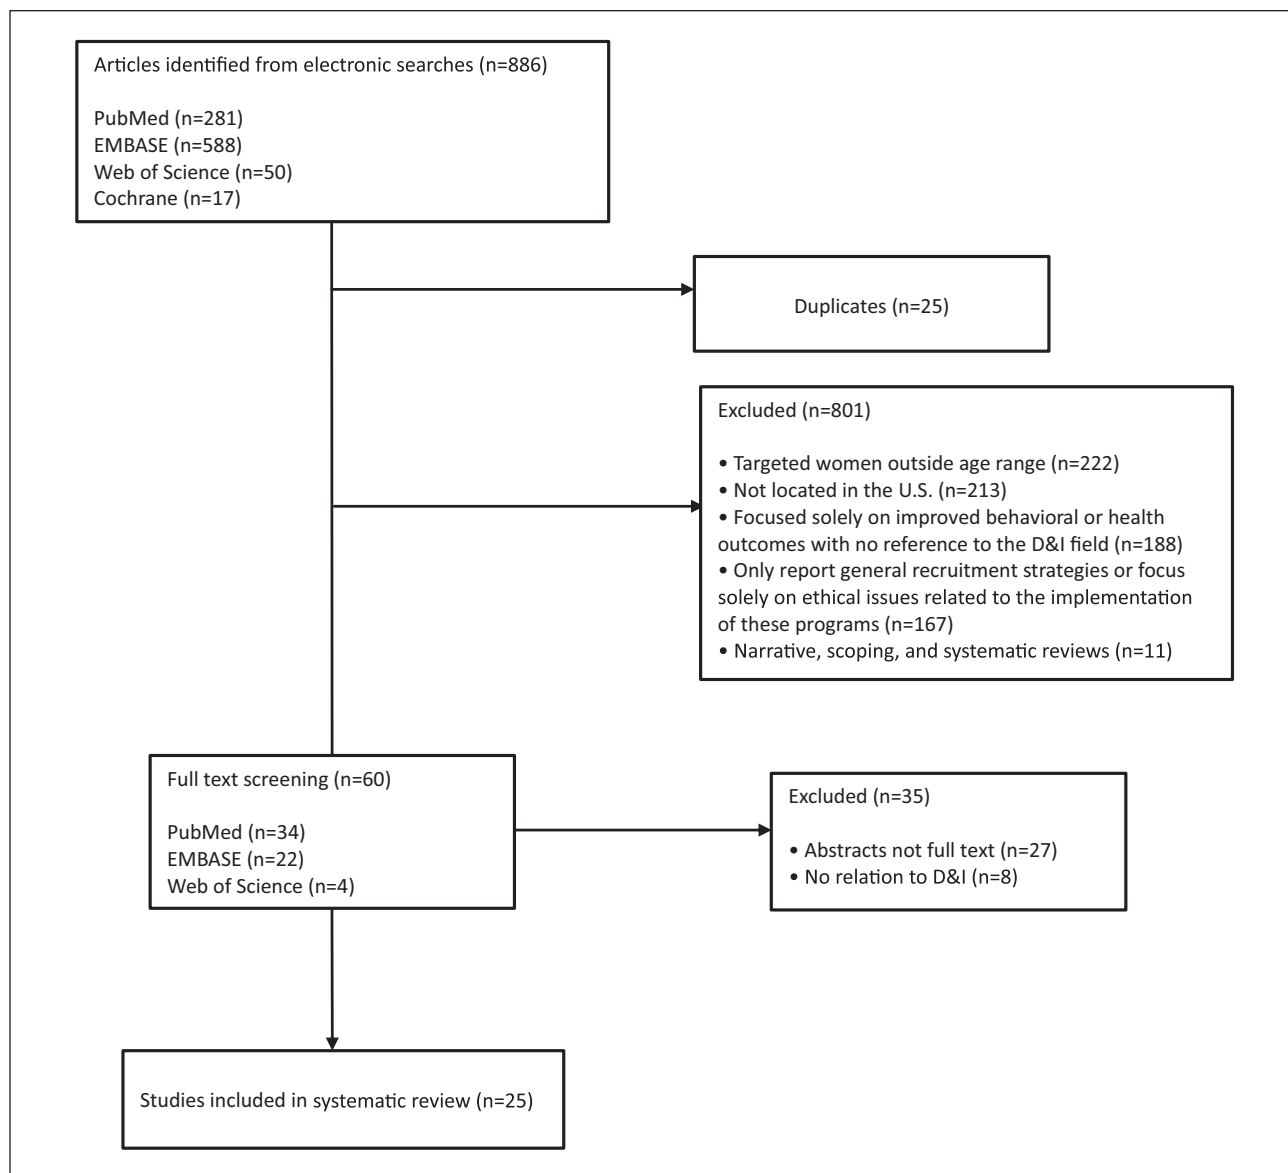 Articles identified from electronic searches (n=886)
PubMed (n=281)
EMBASE (n=588)
Web of Science (n=50)
Cochrane (n=17)
Duplicates (n=25)
Excluded (n=801)
• Targeted women outside age range (n=222)
• Not located in the U.S. (n=213)
• Focused solely on improved behavioral or health
outcomes with no reference to the D&I field (n=188)
• Only report general recruitment strategies or focus
solely on ethical issues related to the implementation
of these programs (n=167)
• Narrative, scoping, and systematic reviews (n=11)
Full text screening (n=60)
PubMed (n=34)
EMBASE (n=22)
Web of Science (n=4)
Excluded (n=35)
• Abstracts not full text (n=27)
• No relation to D&I (n=8)
Studies included in systematic review (n=25)